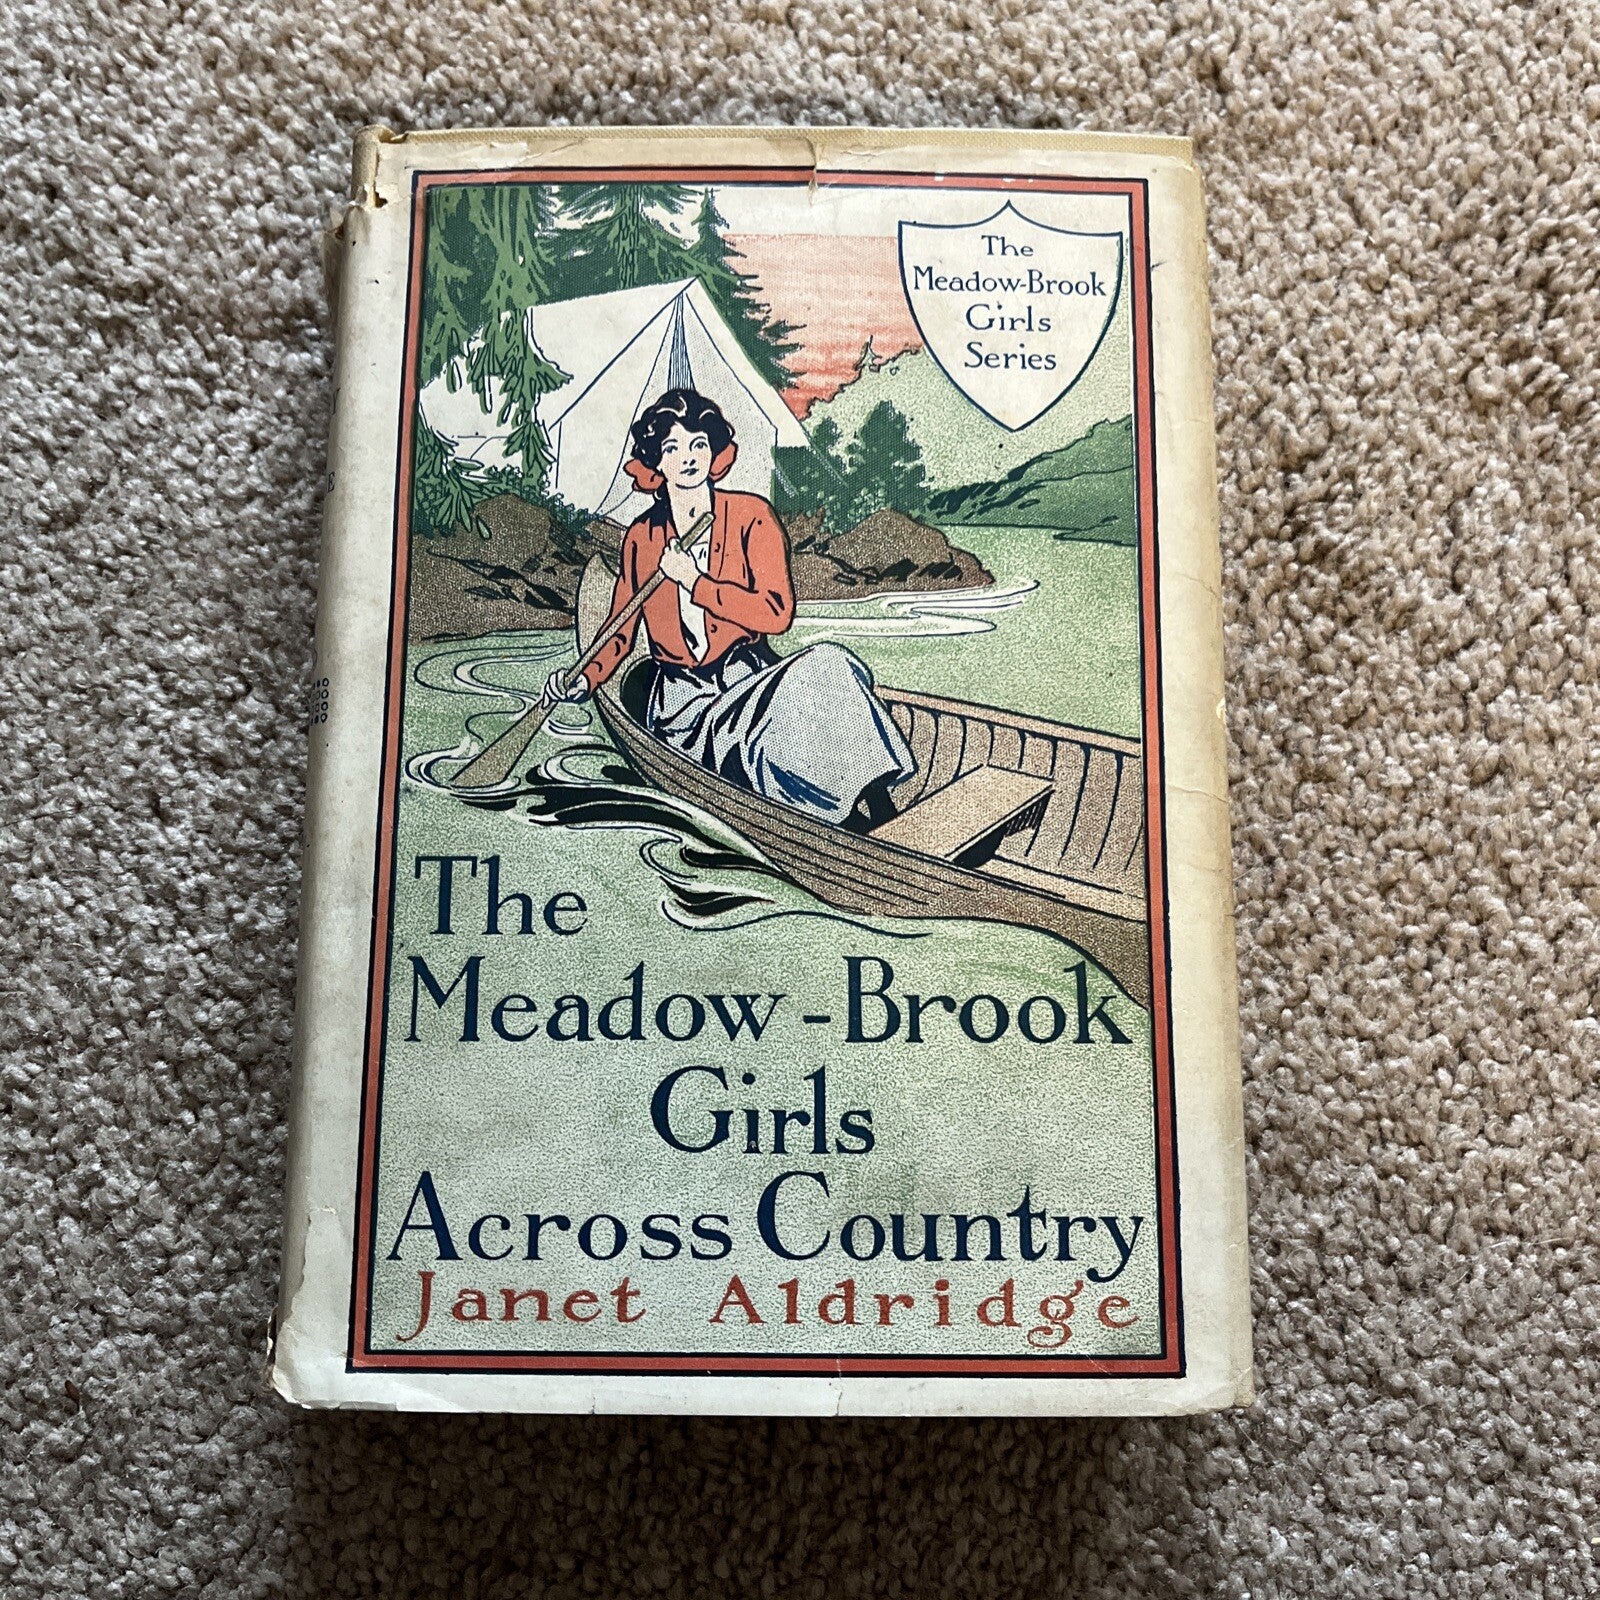 The
Meadow-Brook
Girls
Series
The
Meadow-Brook
Girls
Across Country
Janet Aldridge